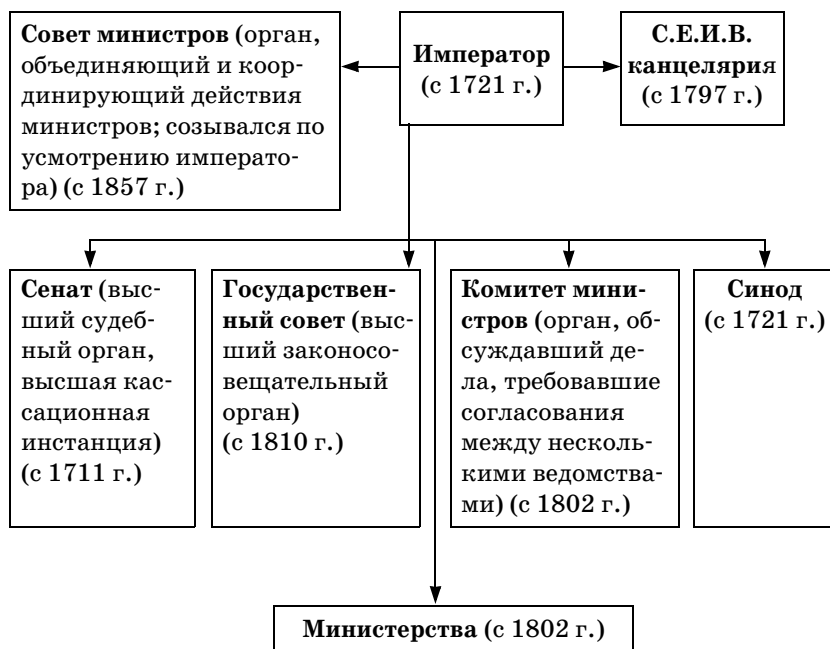 Совет министров (орган,
объединяющий и коор-
динирующий действия
министров; созывался по
усмотрению императо-
ра) (с 1857 г.)
Император
(с 1721 г.)
С.Е.И.В.
канцелярия
(с 1797 г.)
Сенат (выс-
ший судеб-
ный орган,
высшая кас-
сационная
инстанция)
(с 1711 г.)
Государствен-
ный совет (выс-
ший законосо-
вещательный
орган)
(с 1810 г.)
Комитет мини-
стров (орган, об-
суждавший де-
ла, требовавшие
согласования
между несколь-
кими ведомства-
ми) (с 1802 г.)
Синод
(с 1721 г.)
Министерства (с 1802 г.)